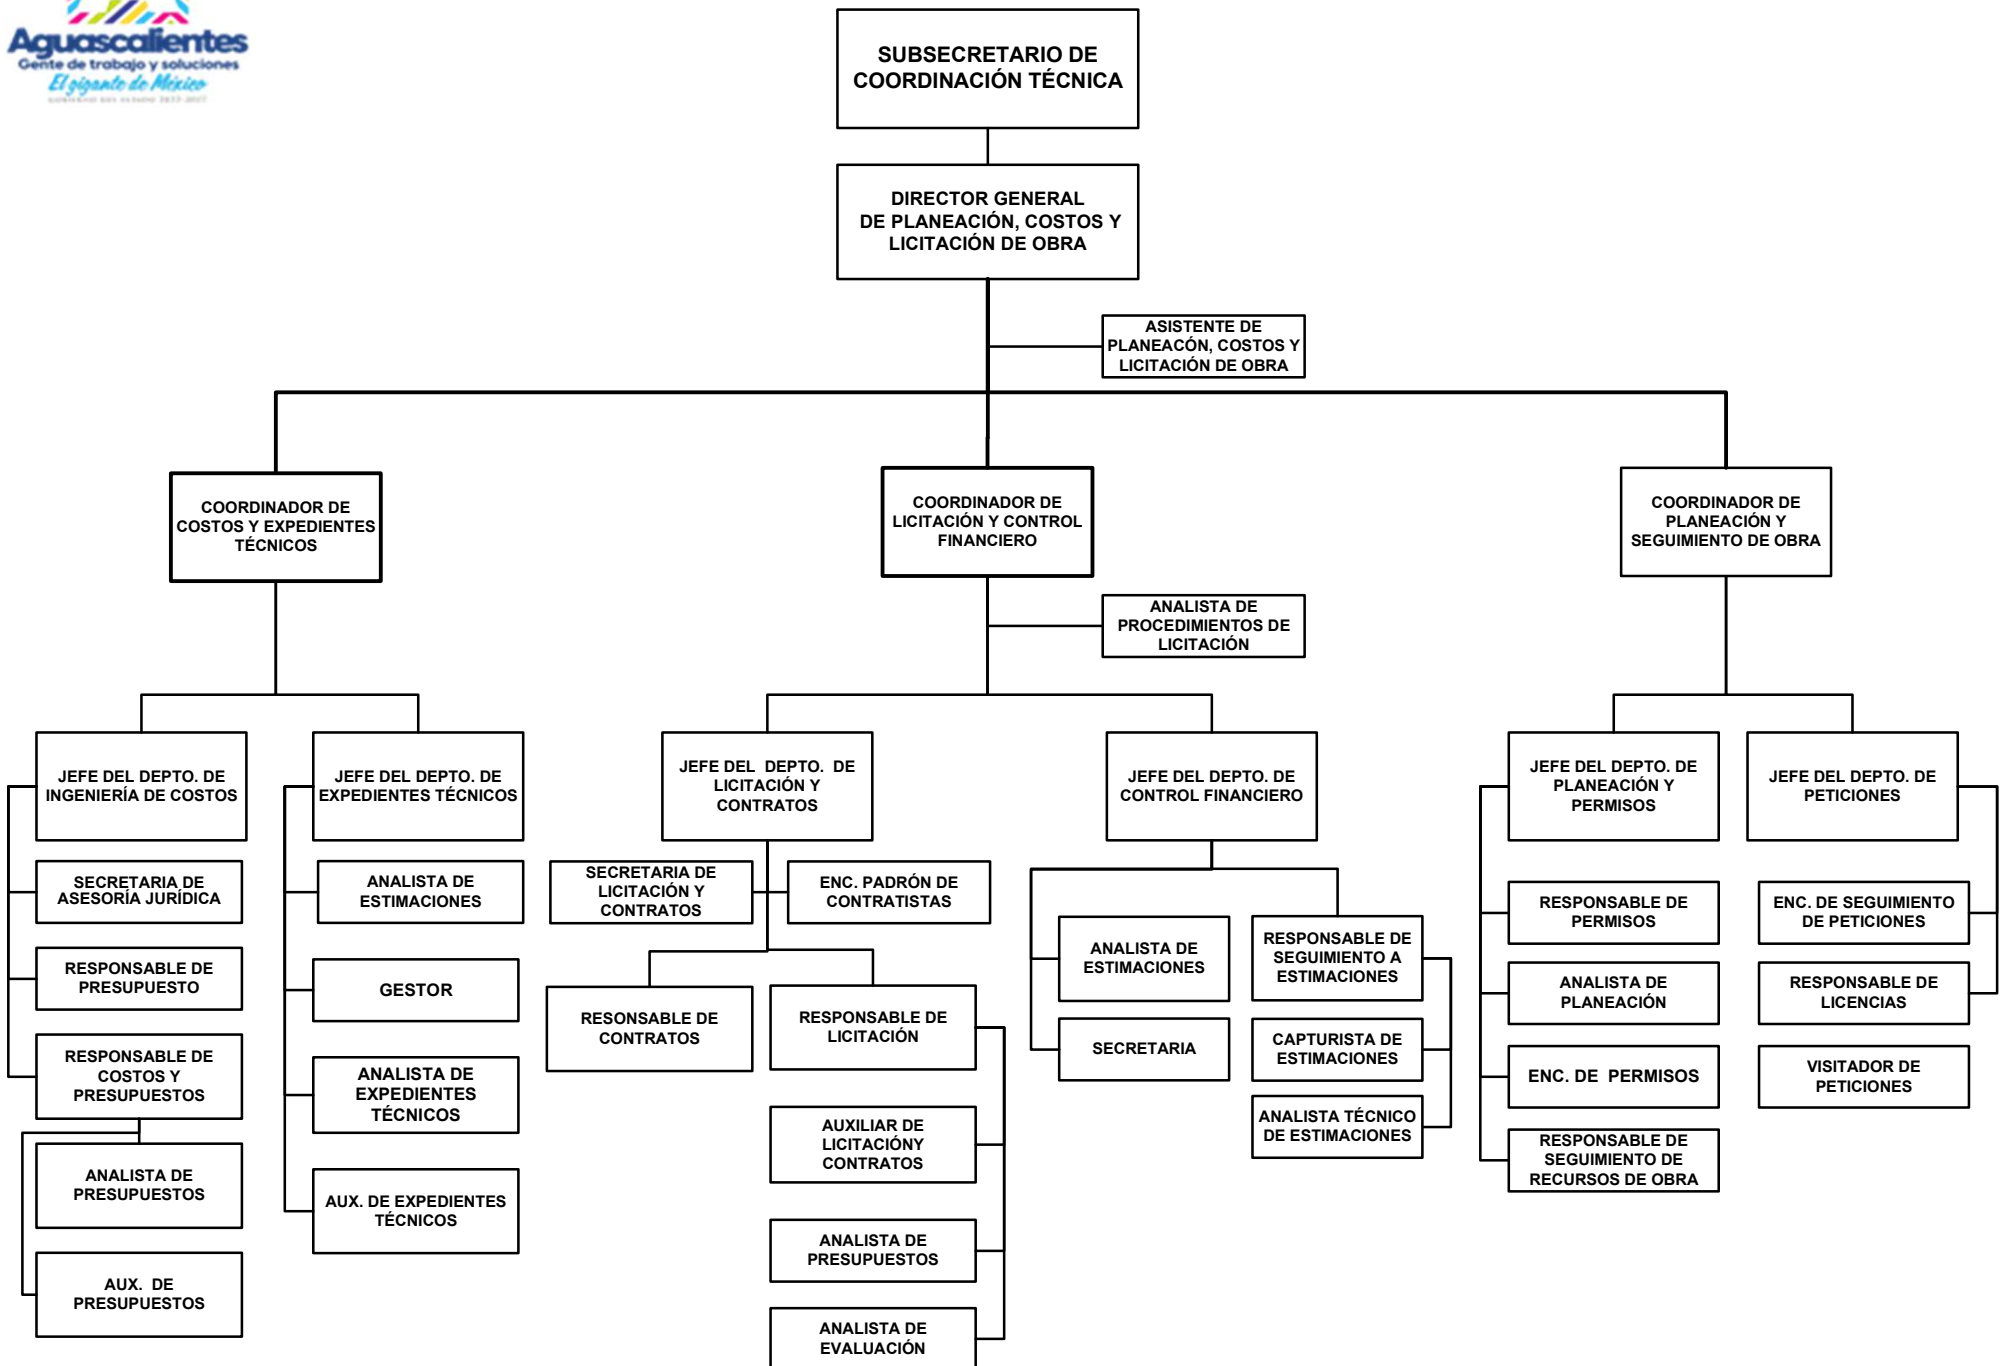 Aguascalientes
Gente de trabajo y soluciones
El gigante de México
GOBIERNO DEL ESTADO 2022-2027
SUBSECRETARIO DE
COORDINACIÓN TÉCNICA
DIRECTOR GENERAL
DE PLANEACIÓN, COSTOS Y
LICITACIÓN DE OBRA
ASISTENTE DE
PLANEACÓN, COSTOS Y
LICITACIÓN DE OBRA
COORDINADOR DE
COSTOS Y EXPEDIENTES
TÉCNICOS
COORDINADOR DE
LICITACIÓN Y CONTROL
FINANCIERO
COORDINADOR DE
PLANEACIÓN Y
SEGUIMIENTO DE OBRA
ANALISTA DE
PROCEDIMIENTOS DE
LICITACIÓN
JEFE DEL DEPTO. DE
INGENIERÍA DE COSTOS
SECRETARIA DE
ASESORÍA JURÍDICA
RESPONSABLE DE
PRESUPUESTO
RESPONSABLE DE
COSTOS Y
PRESUPUESTOS
ANALISTA DE
PRESUPUESTOS
AUX. DE
PRESUPUESTOS
JEFE DEL DEPTO. DE
EXPEDIENTES TÉCNICOS
ANALISTA DE
ESTIMACIONES
GESTOR
ANALISTA DE
EXPEDIENTES
TÉCNICOS
AUX. DE EXPEDIENTES
TÉCNICOS
JEFE DEL DEPTO. DE
LICITACIÓN Y
CONTRATOS
SECRETARIA DE
LICITACIÓN Y
CONTRATOS
ENC. PADRÓN DE
CONTRATISTAS
RESONSABLE DE
CONTRATOS
RESPONSABLE DE
LICITACIÓN
AUXILIAR DE
LICITACIÓNY
CONTRATOS
ANALISTA DE
PRESUPUESTOS
ANALISTA DE
EVALUACIÓN
JEFE DEL DEPTO. DE
CONTROL FINANCIERO
ANALISTA DE
ESTIMACIONES
SECRETARIA
RESPONSABLE DE
SEGUIMIENTO A
ESTIMACIONES
CAPTURISTA DE
ESTIMACIONES
ANALISTA TÉCNICO
DE ESTIMACIONES
JEFE DEL DEPTO. DE
PLANEACIÓN Y
PERMISOS
RESPONSABLE DE
PERMISOS
ANALISTA DE
PLANEACIÓN
ENC. DE PERMISOS
RESPONSABLE DE
SEGUIMIENTO DE
RECURSOS DE OBRA
JEFE DEL DEPTO. DE
PETICIONES
ENC. DE SEGUIMIENTO
DE PETICIONES
RESPONSABLE DE
LICENCIAS
VISITADOR DE
PETICIONES